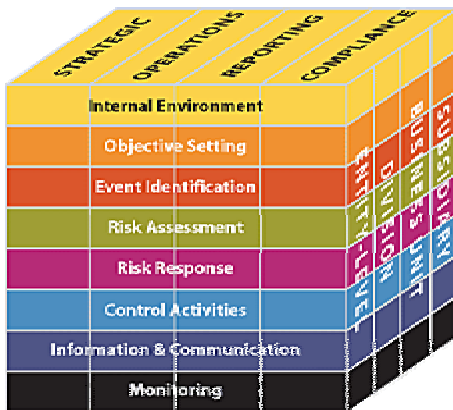 STRATEGIC
OPERATIONS
REPORTING
COMPLIANCE
Internal Environment
Objective Setting
Event Identification
Risk Assessment
Risk Response
Control Activities
Information & Communication
Monitoring
ENTITY-LEVEL
DIVISION
BUSINESS UNIT
SUBSIDIARY